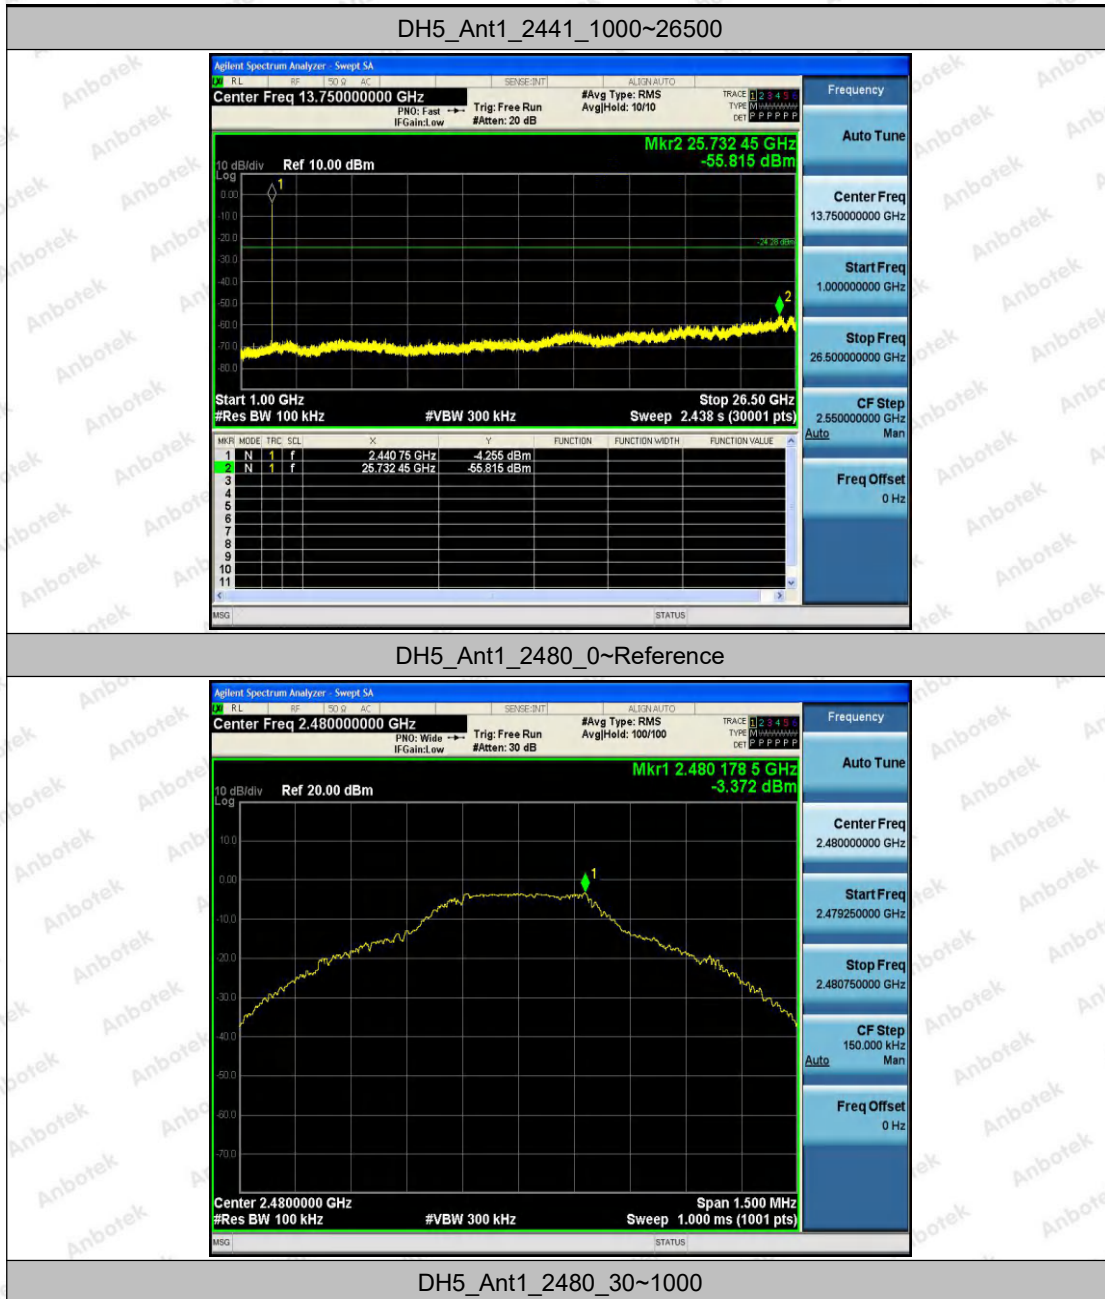 DH5_Ant1_2441_1000~26500
Agilent Spectrum Analyzer - Swept SA
RL RF 50 Ω AC SENSE:INT ALIGN AUTO
Center Freq 13.750000000 GHz
PNO: Fast
IFGain:Low
Trig: Free Run
#Atten: 20 dB
#Avg Type: RMS
Avg|Hold: 10/10
TRACE 1 2 3 4 5 6
TYPE M
DET P P P P P P
Mkr2 25.732 45 GHz
-55.815 dBm
10 dB/div Ref 10.00 dBm
Log
0.00
-10.0
-20.0
-30.0
-40.0
-50.0
-60.0
-70.0
-80.0
1
-24.26 dBm
2
Start 1.00 GHz Stop 26.50 GHz
#Res BW 100 kHz #VBW 300 kHz Sweep 2.438 s (30001 pts)
MKR MODE TRC SCL X Y FUNCTION FUNCTION WIDTH FUNCTION VALUE
1 N 1 f 2.440 75 GHz -4.255 dBm
2 N 1 f 25.732 45 GHz -55.815 dBm
3
4
5
6
7
8
9
10
11
MSG STATUS
Frequency
Auto Tune
Center Freq
13.750000000 GHz
Start Freq
1.000000000 GHz
Stop Freq
26.500000000 GHz
CF Step
2.550000000 GHz
Auto Man
Freq Offset
0 Hz
DH5_Ant1_2480_0~Reference
Agilent Spectrum Analyzer - Swept SA
RL RF 50 Ω AC SENSE:INT ALIGN AUTO
Center Freq 2.480000000 GHz
PNO: Wide
IFGain:Low
Trig: Free Run
#Atten: 30 dB
#Avg Type: RMS
Avg|Hold: 100/100
TRACE 1 2 3 4 5 6
TYPE M
DET P P P P P P
Mkr1 2.480 178 5 GHz
-3.372 dBm
10 dB/div Ref 20.00 dBm
Log
10.0
0.00
-10.0
-20.0
-30.0
-40.0
-50.0
-60.0
-70.0
1
Center 2.4800000 GHz Span 1.500 MHz
#Res BW 100 kHz #VBW 300 kHz Sweep 1.000 ms (1001 pts)
MSG STATUS
Frequency
Auto Tune
Center Freq
2.480000000 GHz
Start Freq
2.479250000 GHz
Stop Freq
2.480750000 GHz
CF Step
150.000 kHz
Auto Man
Freq Offset
0 Hz
DH5_Ant1_2480_30~1000